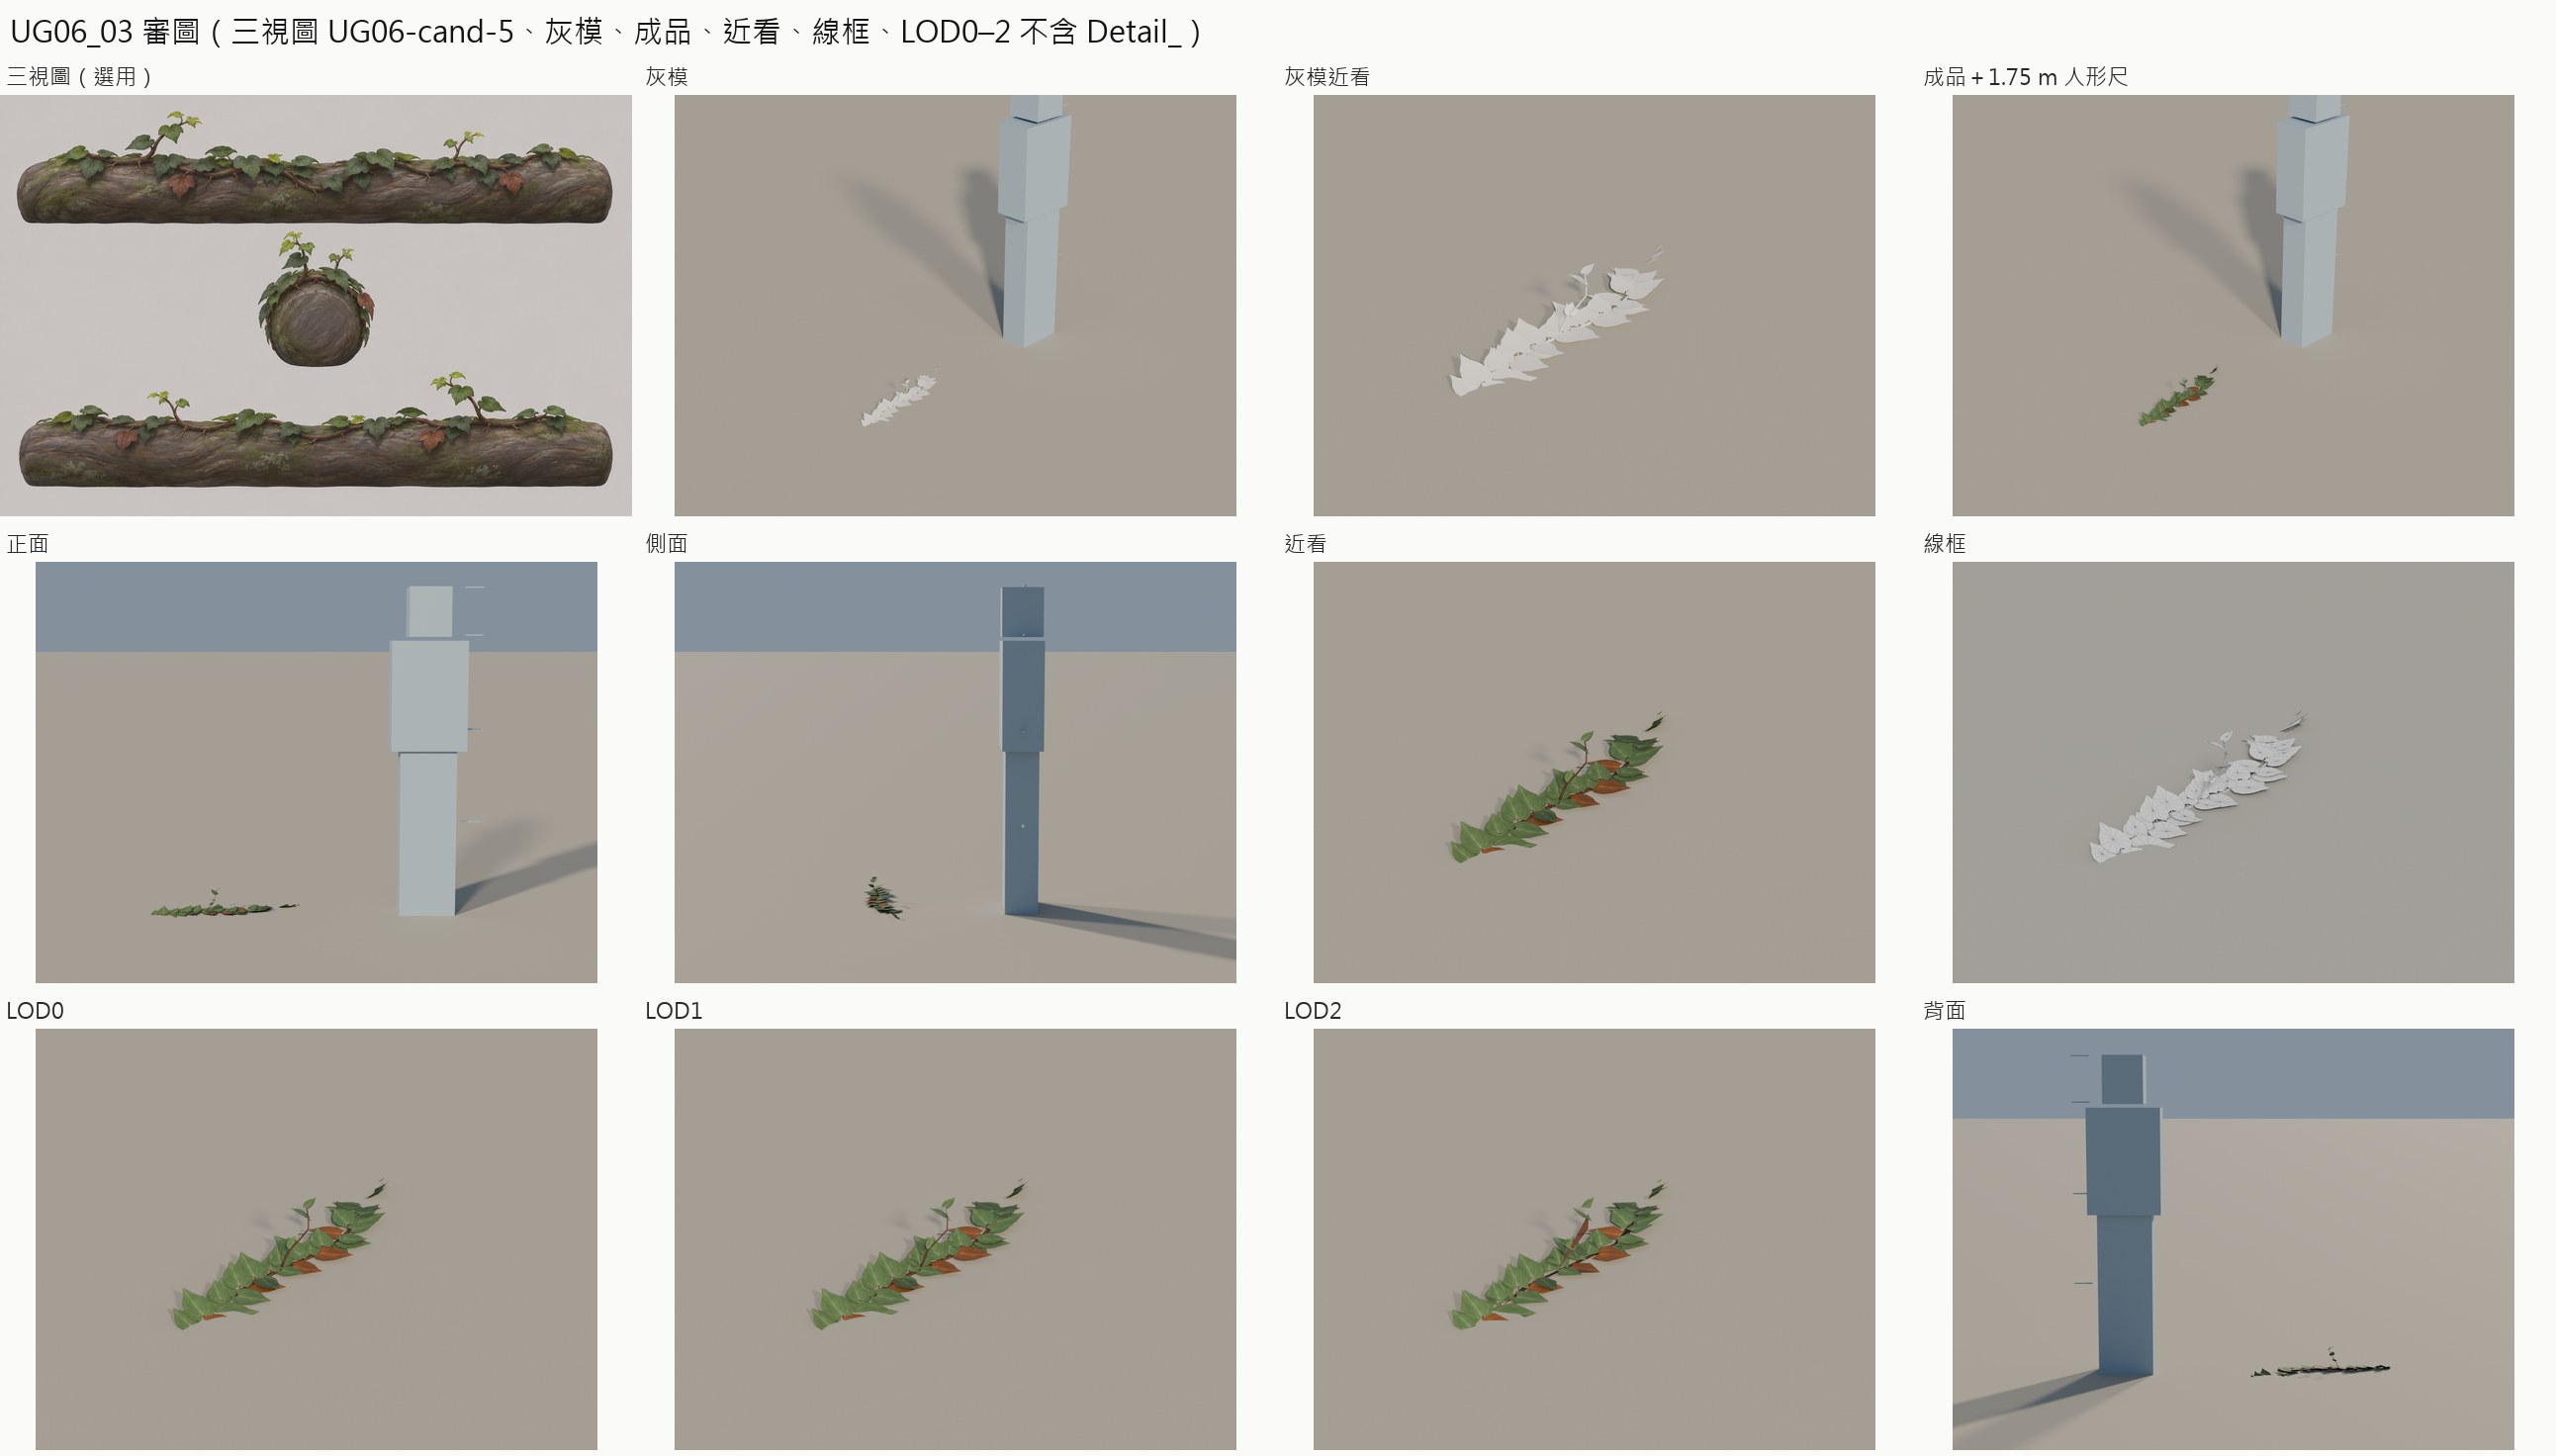 UG06_03 審圖（三視圖 UG06-cand-5、灰模、成品、近看、線框、LOD0–2 不含 Detail_）
三視圖（選用）
灰模
灰模近看
成品＋1.75 m 人形尺
正面
側面
近看
線框
LOD0
LOD1
LOD2
背面